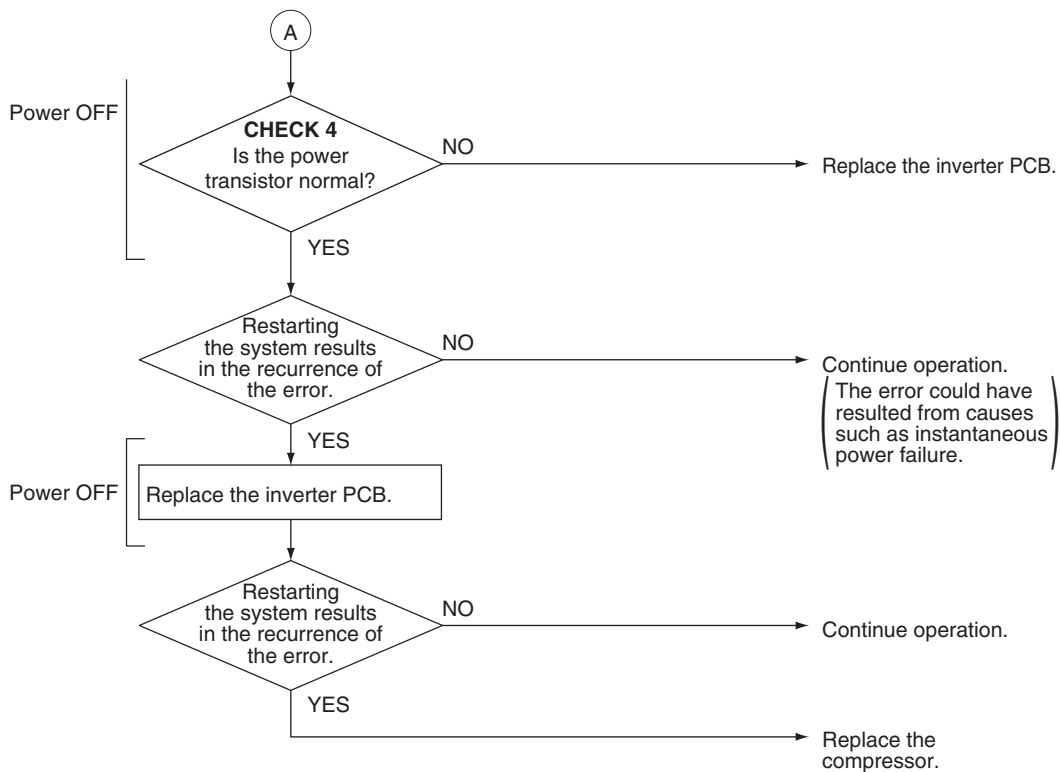 A
Power OFF
CHECK 4
Is the power
transistor normal?
NO
Replace the inverter PCB.
YES
Restarting
the system results
in the recurrence of
the error.
NO
Continue operation.
(The error could have
resulted from causes
such as instantaneous
power failure.)
YES
Power OFF
Replace the inverter PCB.
Restarting
the system results
in the recurrence of
the error.
NO
Continue operation.
YES
Replace the
compressor.